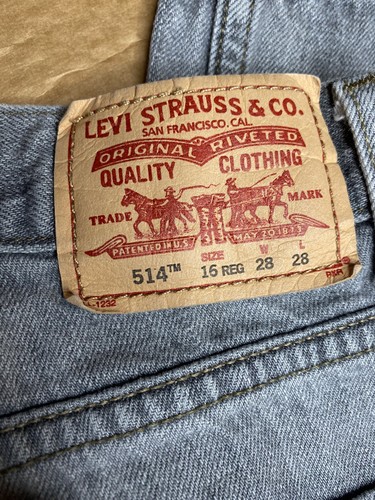 LEVI STRAUSS & CO.
SAN FRANCISCO, CAL.
ORIGINAL RIVETED
QUALITY CLOTHING
TRADE MARK
PATENTED IN U.S. MAY 20 1873
SIZE W L
514™ 16 REG 28 28
1232